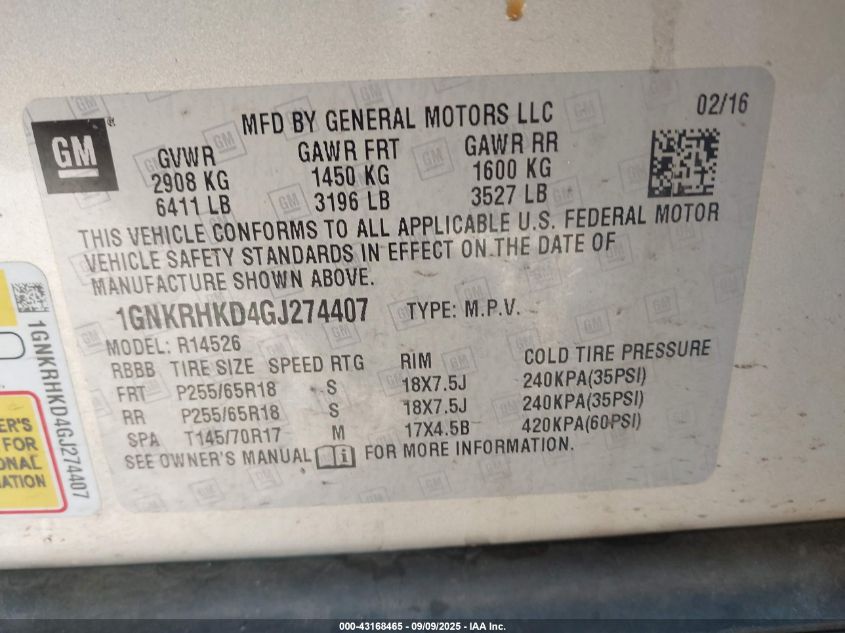 MFD BY GENERAL MOTORS LLC
02/16
GM
GVWR GAWR FRT GAWR RR
2908 KG 1450 KG 1600 KG
6411 LB 3196 LB 3527 LB
THIS VEHICLE CONFORMS TO ALL APPLICABLE U.S. FEDERAL MOTOR
VEHICLE SAFETY STANDARDS IN EFFECT ON THE DATE OF
MANUFACTURE SHOWN ABOVE.
1GNKRHKD4GJ274407 TYPE: M.P.V.
MODEL: R14526
RBBB TIRE SIZE SPEED RTG RIM COLD TIRE PRESSURE
FRT P255/65R18 S 18X7.5J 240KPA(35PSI)
RR P255/65R18 S 18X7.5J 240KPA(35PSI)
SPA T145/70R17 M 17X4.5B 420KPA(60PSI)
SEE OWNER'S MANUAL FOR MORE INFORMATION.
1GNKRHKD4GJ274407
ER'S
FOR
ONAL
MATION
000-43168465 - 09/09/2025 - IAA Inc.